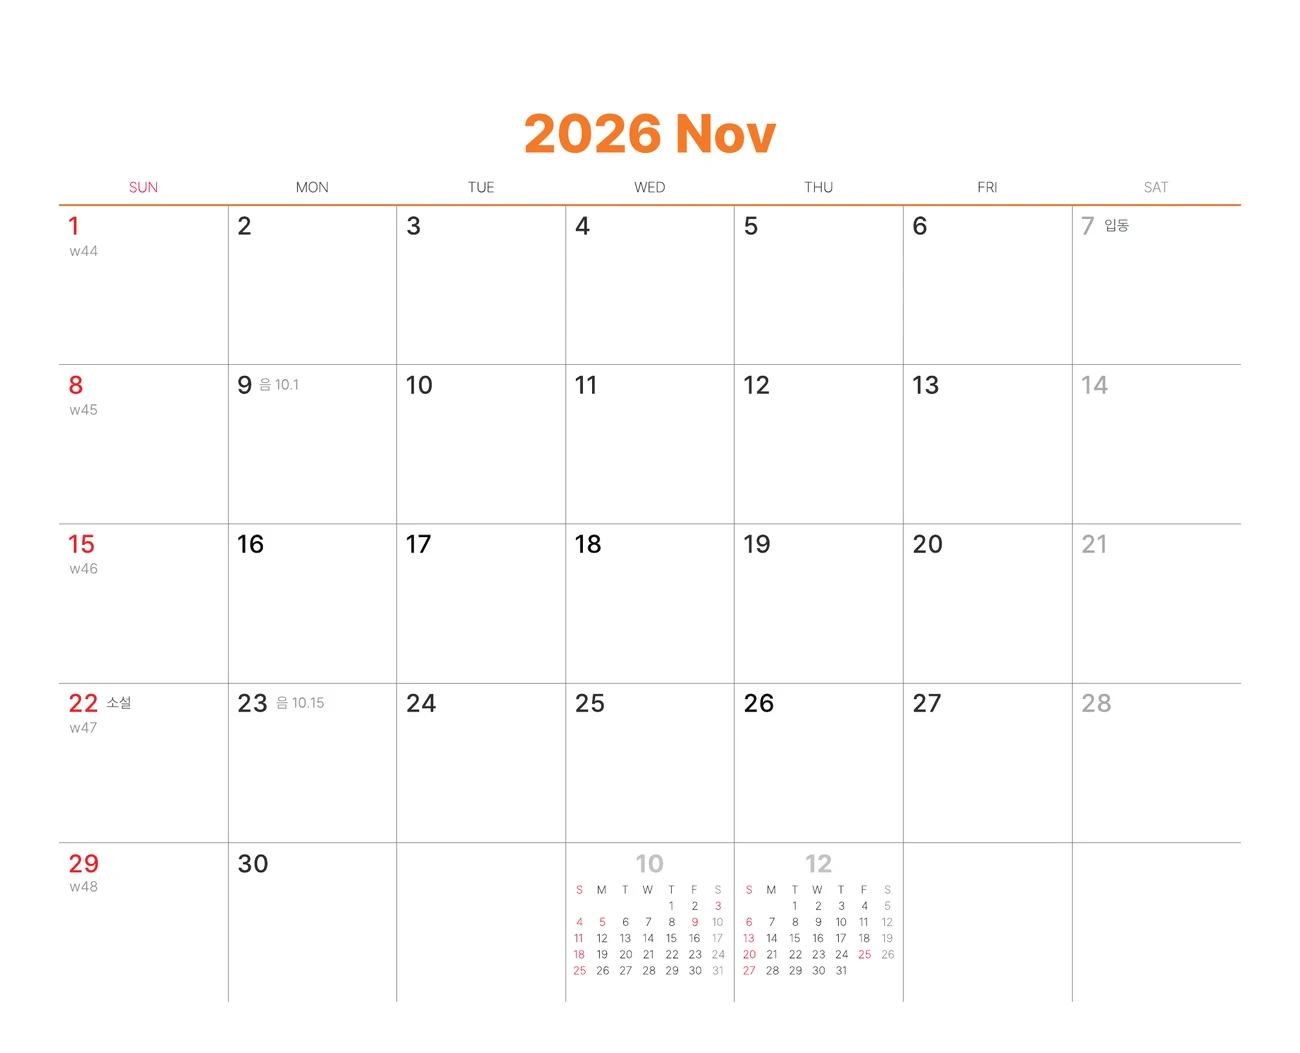 2026 Nov
SUN MON TUE WED THU FRI SAT
1 2 3 4 5 6 7 입동
w44
8 9 음 10.1 10 11 12 13 14
w45
15 16 17 18 19 20 21
w46
22 소설 23 음 10.15 24 25 26 27 28
w47
29 30
w48
10
S M T W T F S
1 2 3
4 5 6 7 8 9 10
11 12 13 14 15 16 17
18 19 20 21 22 23 24
25 26 27 28 29 30 31
12
S M T W T F S
1 2 3 4 5
6 7 8 9 10 11 12
13 14 15 16 17 18 19
20 21 22 23 24 25 26
27 28 29 30 31